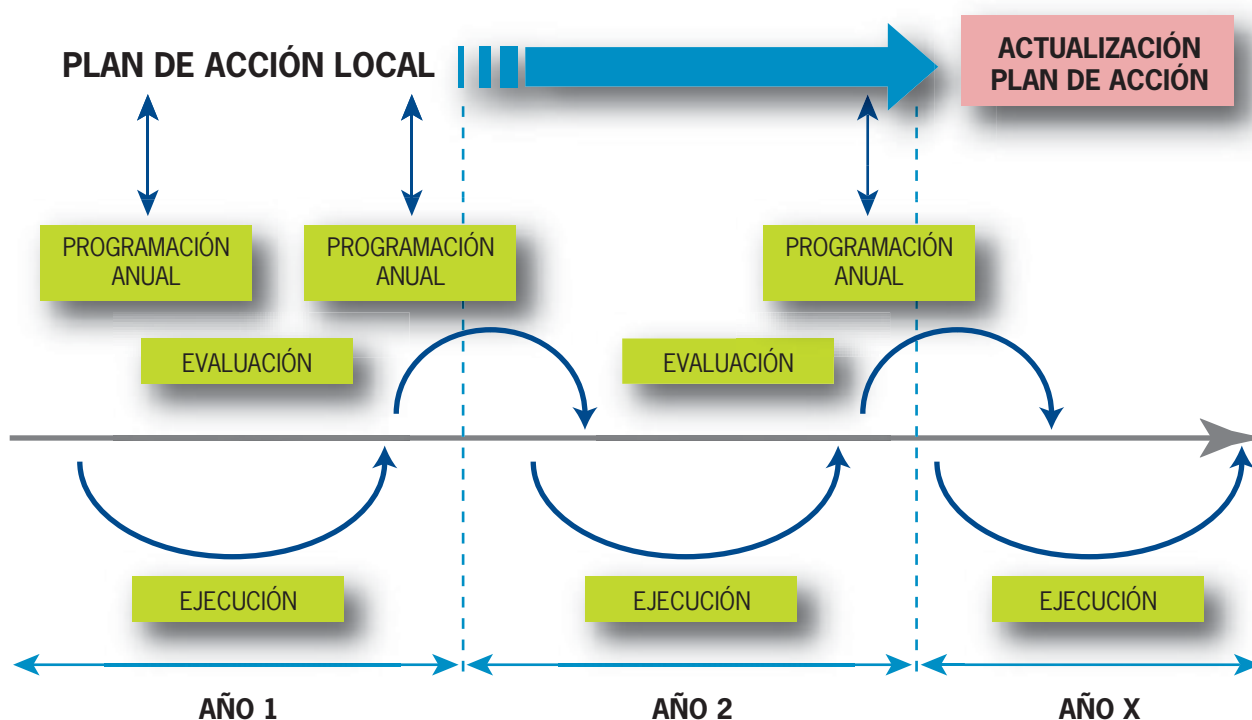 PLAN DE ACCIÓN LOCAL
ACTUALIZACIÓN
PLAN DE ACCIÓN
PROGRAMACIÓN
ANUAL
PROGRAMACIÓN
ANUAL
PROGRAMACIÓN
ANUAL
EVALUACIÓN
EVALUACIÓN
EJECUCIÓN
EJECUCIÓN
EJECUCIÓN
AÑO 1
AÑO 2
AÑO X